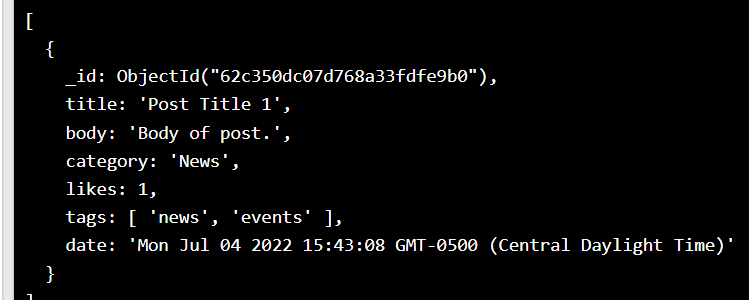 [
  {
    _id: ObjectId("62c350dc07d768a33fdfe9b0"),
    title: 'Post Title 1',
    body: 'Body of post.',
    category: 'News',
    likes: 1,
    tags: [ 'news', 'events' ],
    date: 'Mon Jul 04 2022 15:43:08 GMT-0500 (Central Daylight Time)'
  }
]